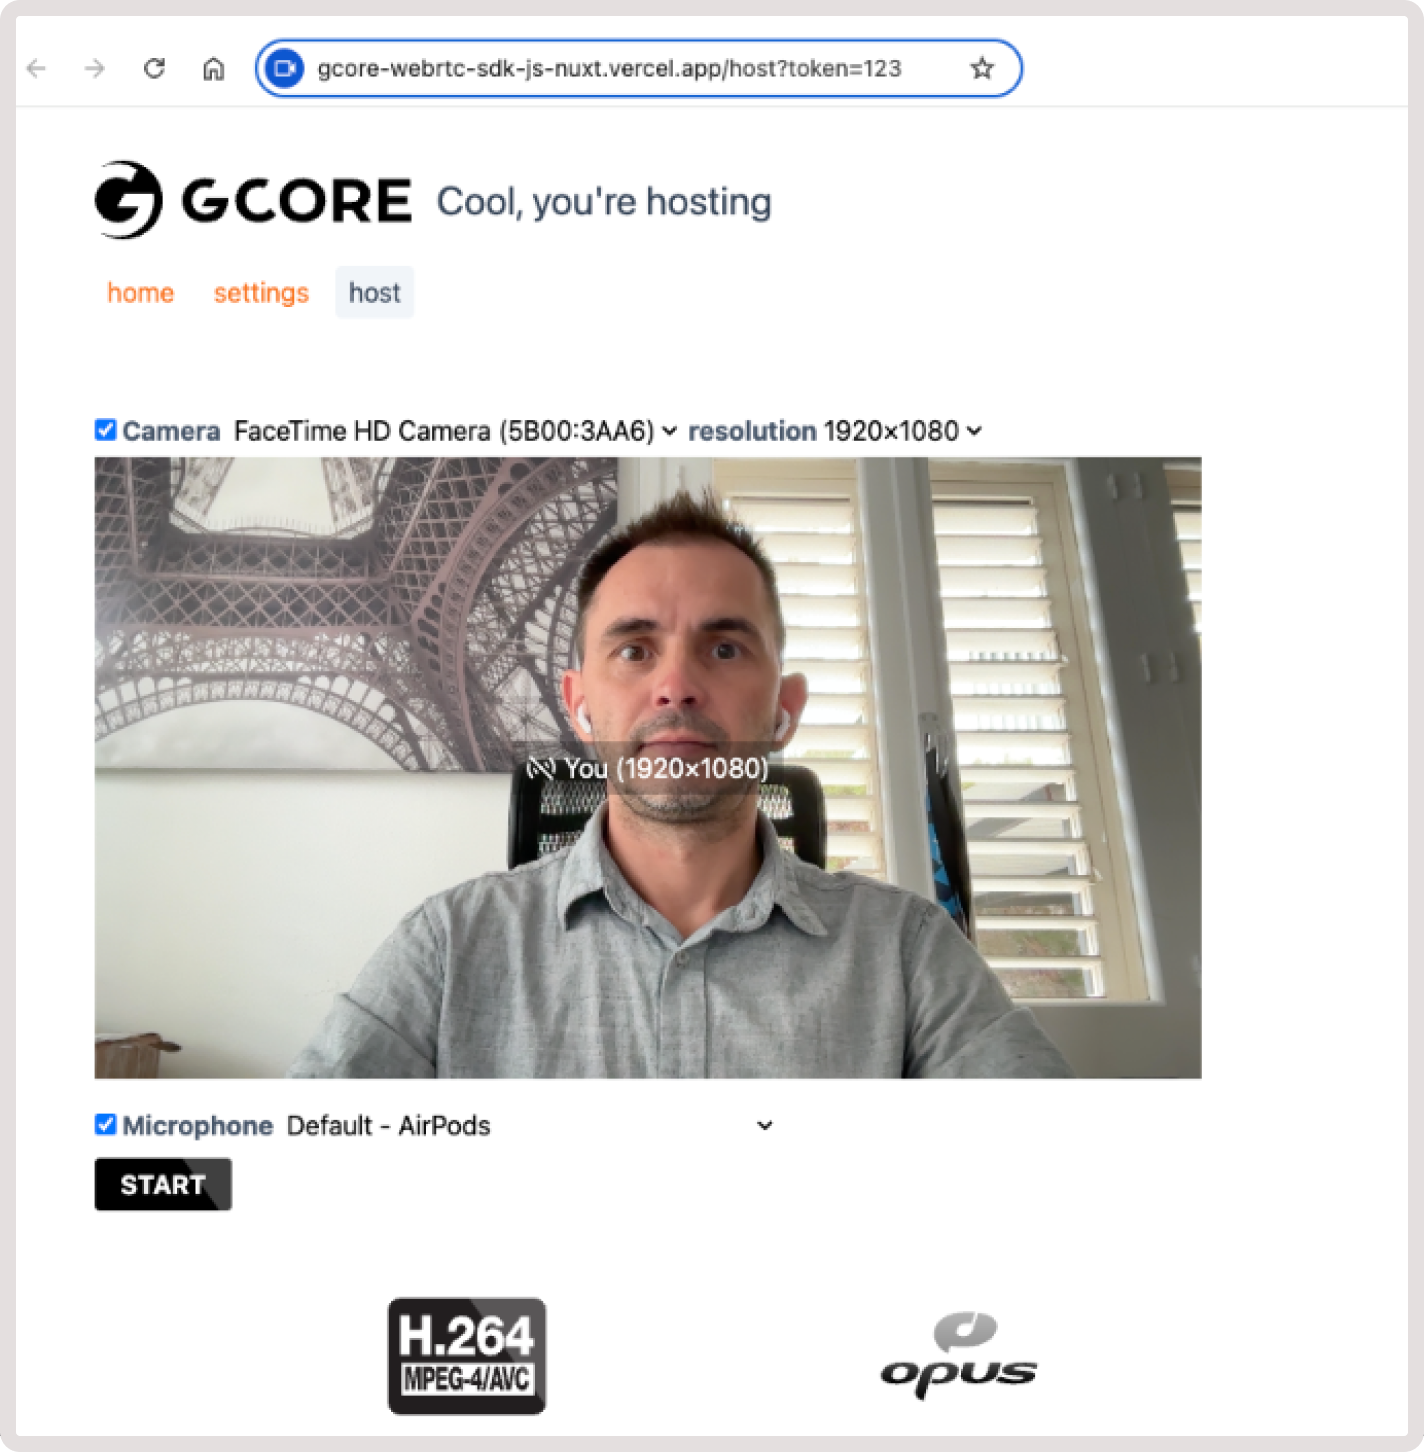 gcore-webrtc-sdk-js-nuxt.vercel.app/host?token=123
GCORE Cool, you're hosting
home settings host
Camera FaceTime HD Camera (5B00:3AA6) resolution 1920×1080
You (1920×1080)
Microphone Default - AirPods
START
H.264
MPEG-4/AVC
opus